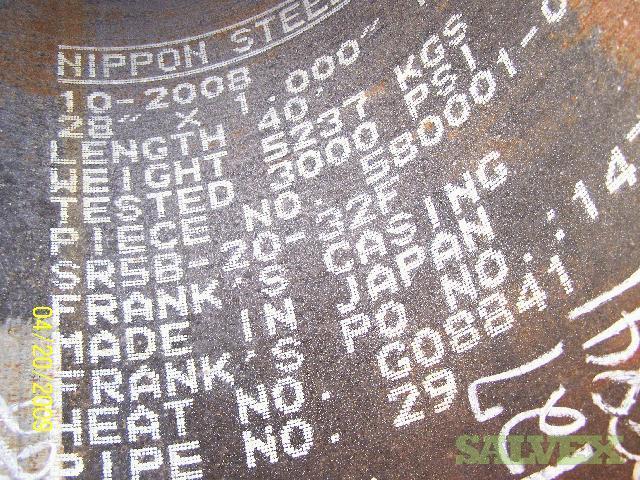 NIPPON STEEL
10-2008
28" X 1.000"
LENGTH 40'
WEIGHT 5237 KGS
TESTED 3000 PSI
PIECE NO. 580001-0
SR5B-20-32F
FRANK'S CASING
MADE IN JAPAN
FRANK'S PO NO.:14
HEAT NO. G08841
PIPE NO. 29
04/20/2009
SALVEX